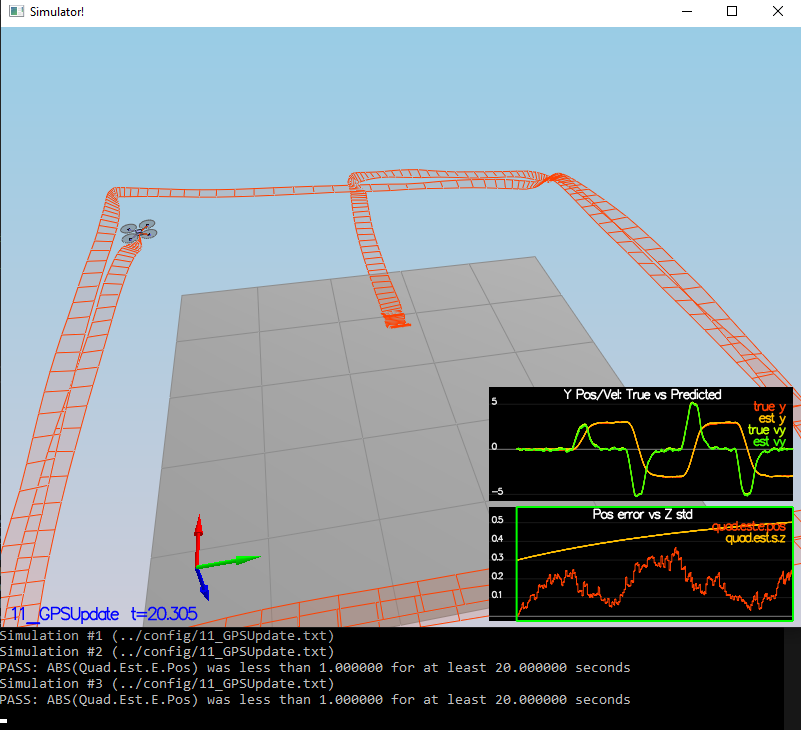 Simulator!
Y Pos/Vel: True vs Predicted
5
true y
est y
true vy
0
est vy
-5
Pos error vs Z std
0.5
quad.est.e.pos
quad.est.s.z
0.3
0.2
0.1
11_GPSUpdate t=20.305
Simulation #1 (../config/11_GPSUpdate.txt)
Simulation #2 (../config/11_GPSUpdate.txt)
PASS: ABS(Quad.Est.E.Pos) was less than 1.000000 for at least 20.000000 seconds
Simulation #3 (../config/11_GPSUpdate.txt)
PASS: ABS(Quad.Est.E.Pos) was less than 1.000000 for at least 20.000000 seconds